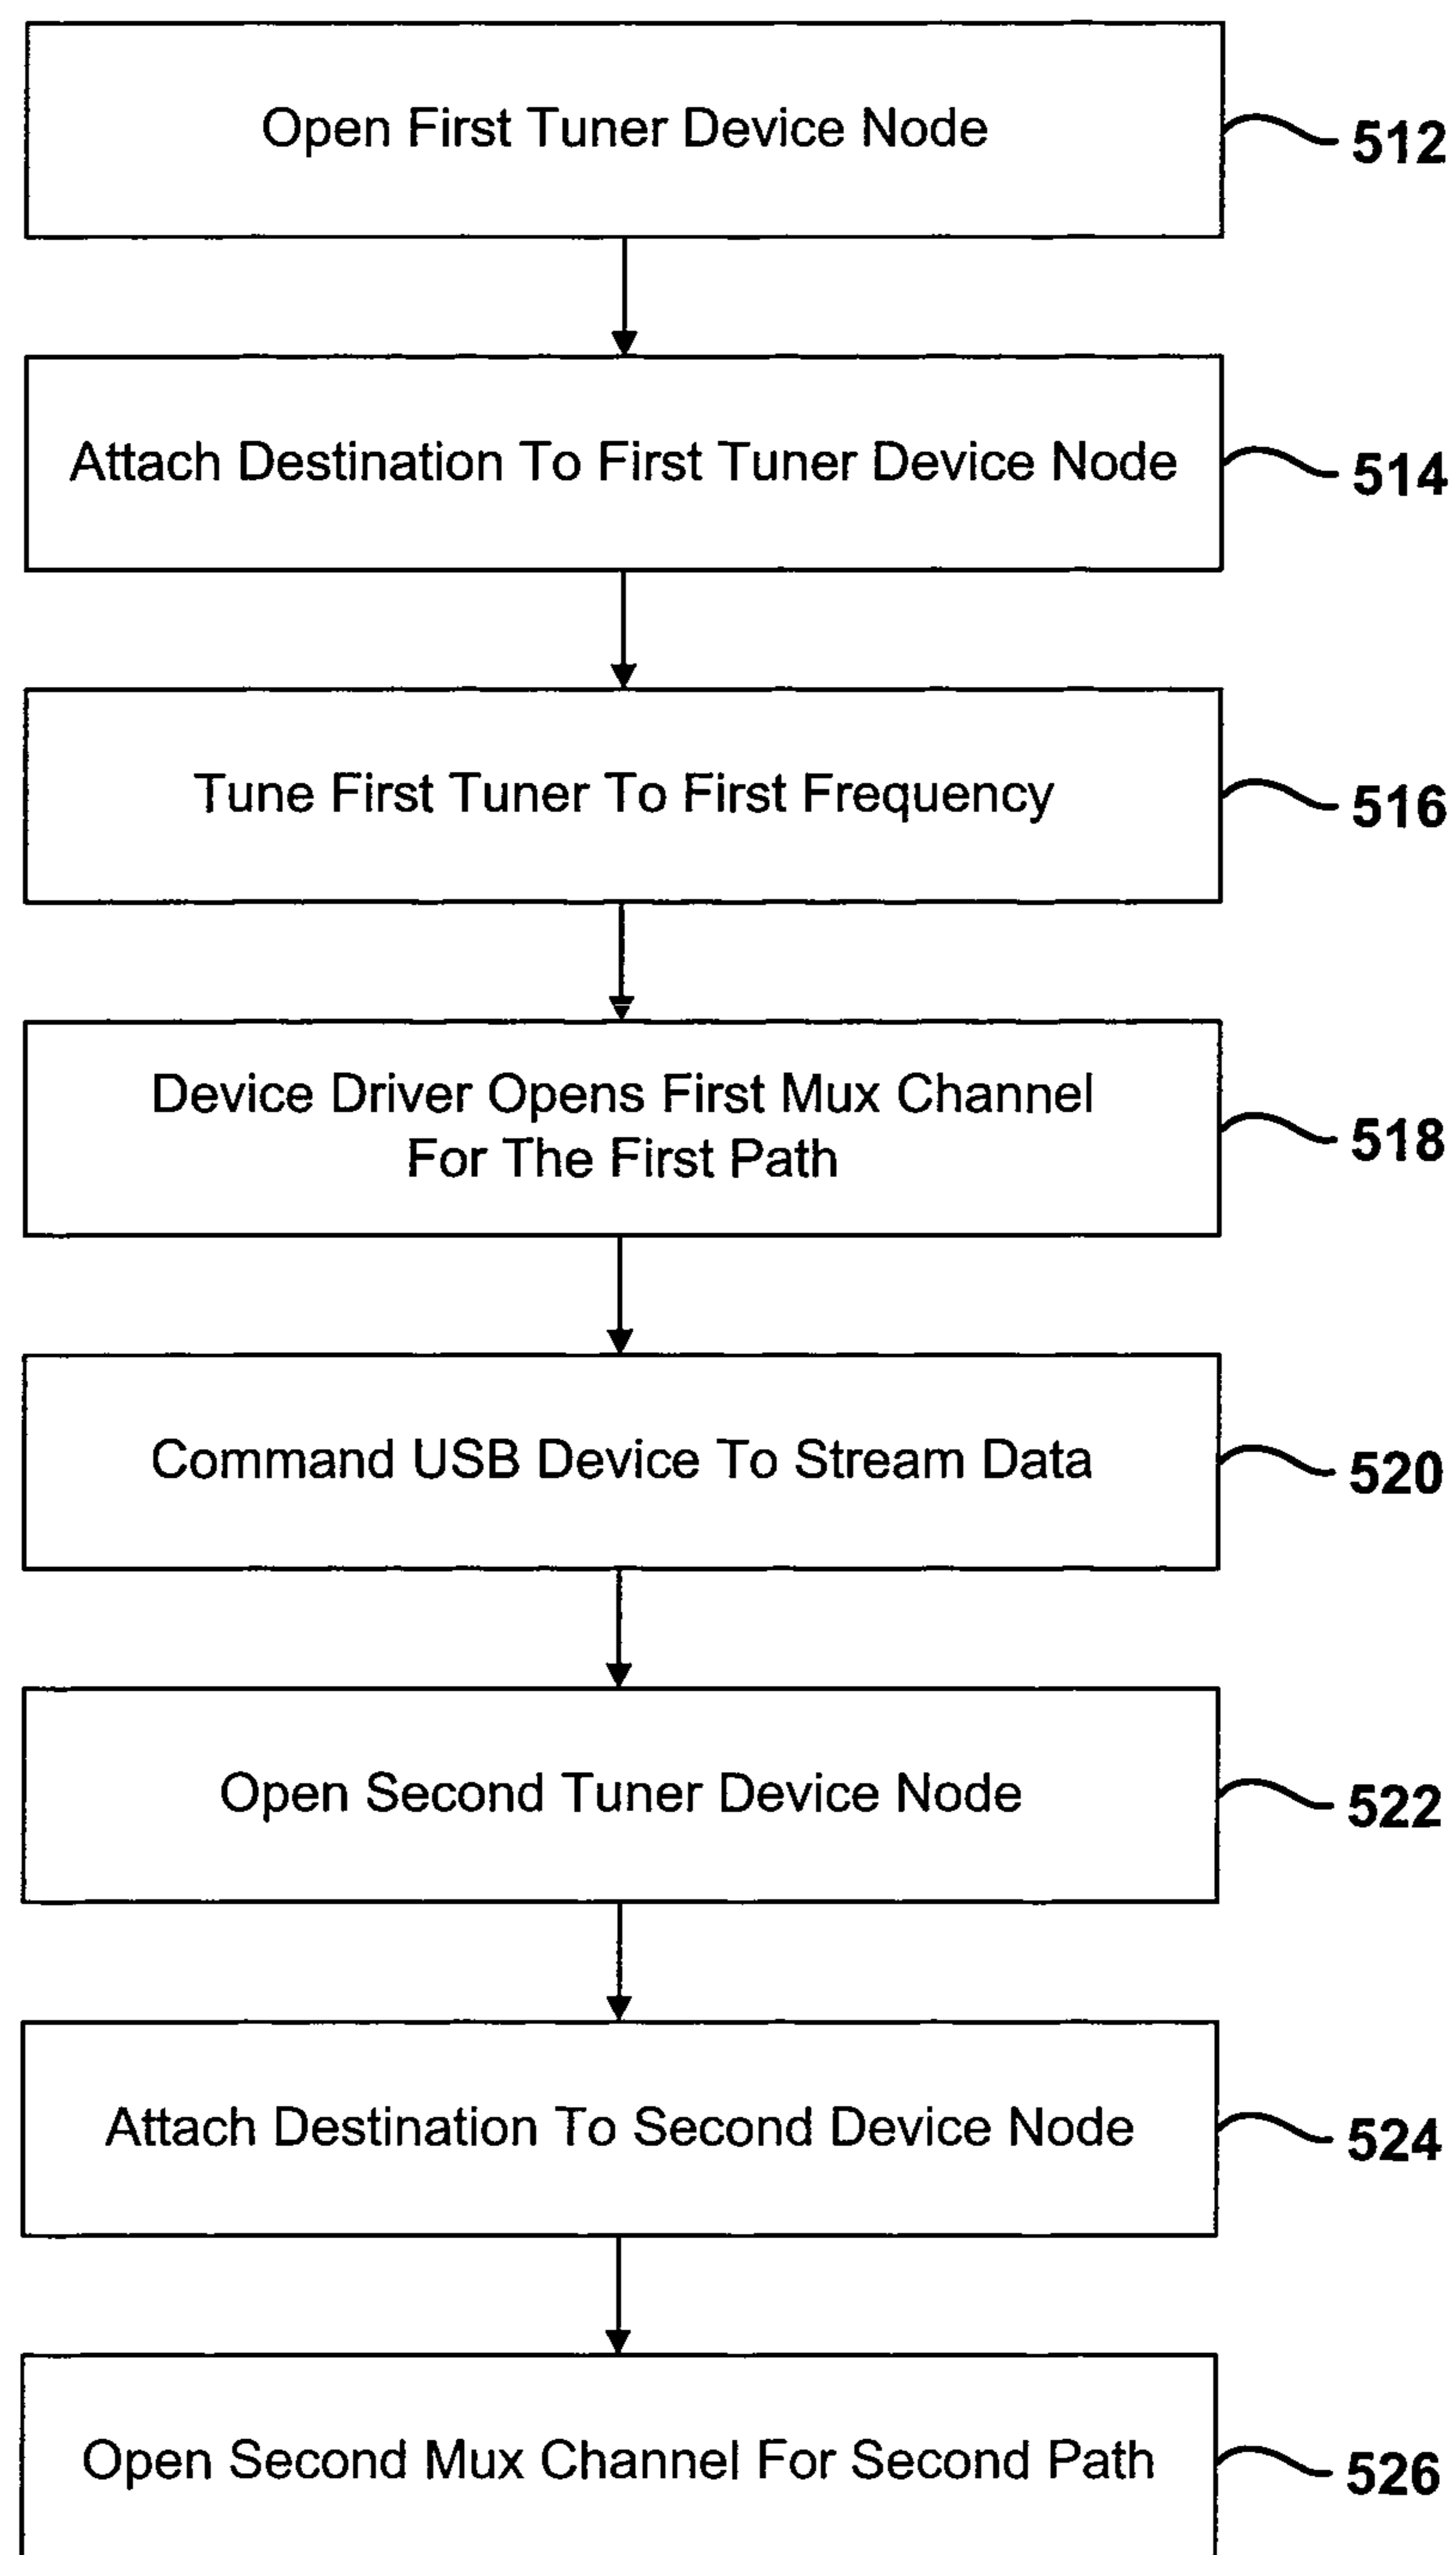 Open First Tuner Device Node
512
Attach Destination To First Tuner Device Node
514
Tune First Tuner To First Frequency
516
Device Driver Opens First Mux Channel
For The First Path
518
Command USB Device To Stream Data
520
Open Second Tuner Device Node
522
Attach Destination To Second Device Node
524
Open Second Mux Channel For Second Path
526